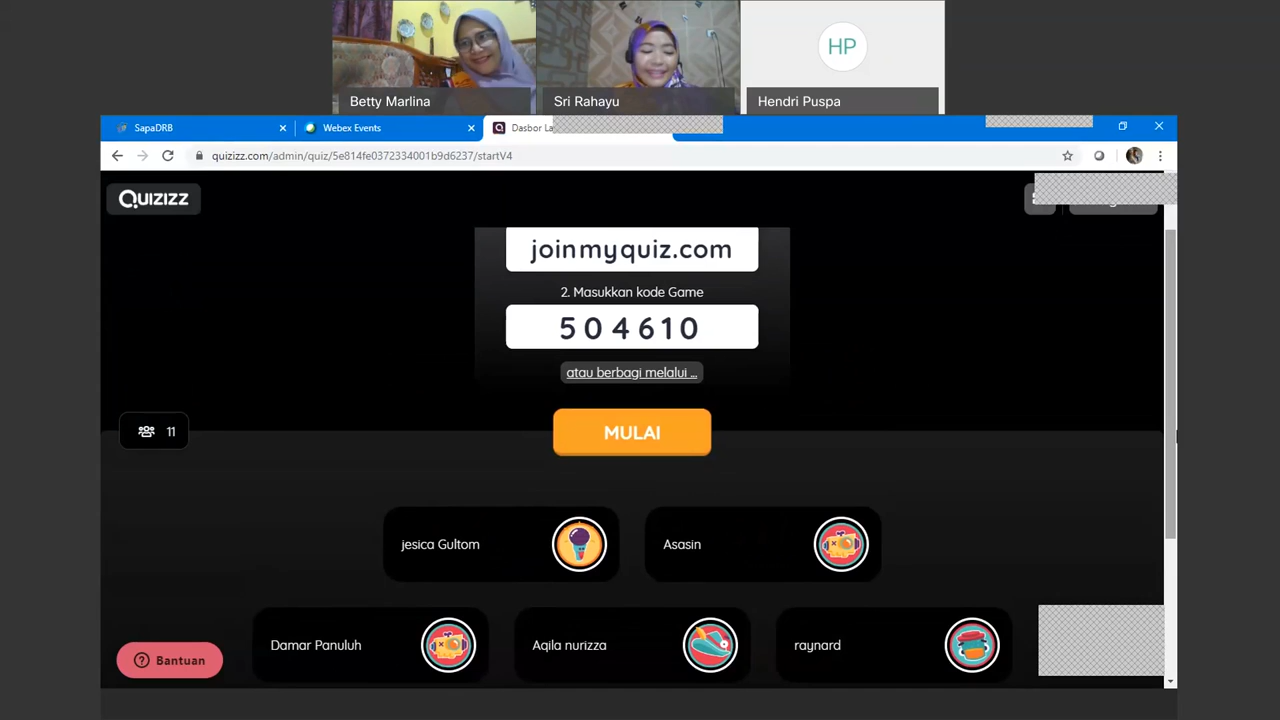 HP
Betty Marlina
Sri Rahayu
Hendri Puspa
SapaDRB
Webex Events
Dasbor
quizizz.com/admin/quiz/5e814fe0372334001b9d6237/startV4
QUIZIZZ
joinmyquiz.com
2. Masukkan kode Game
504610
atau berbagi melalui ...
11
MULAI
jesica Gultom
Asasin
Damar Panuluh
Aqila nurizza
raynard
Bantuan